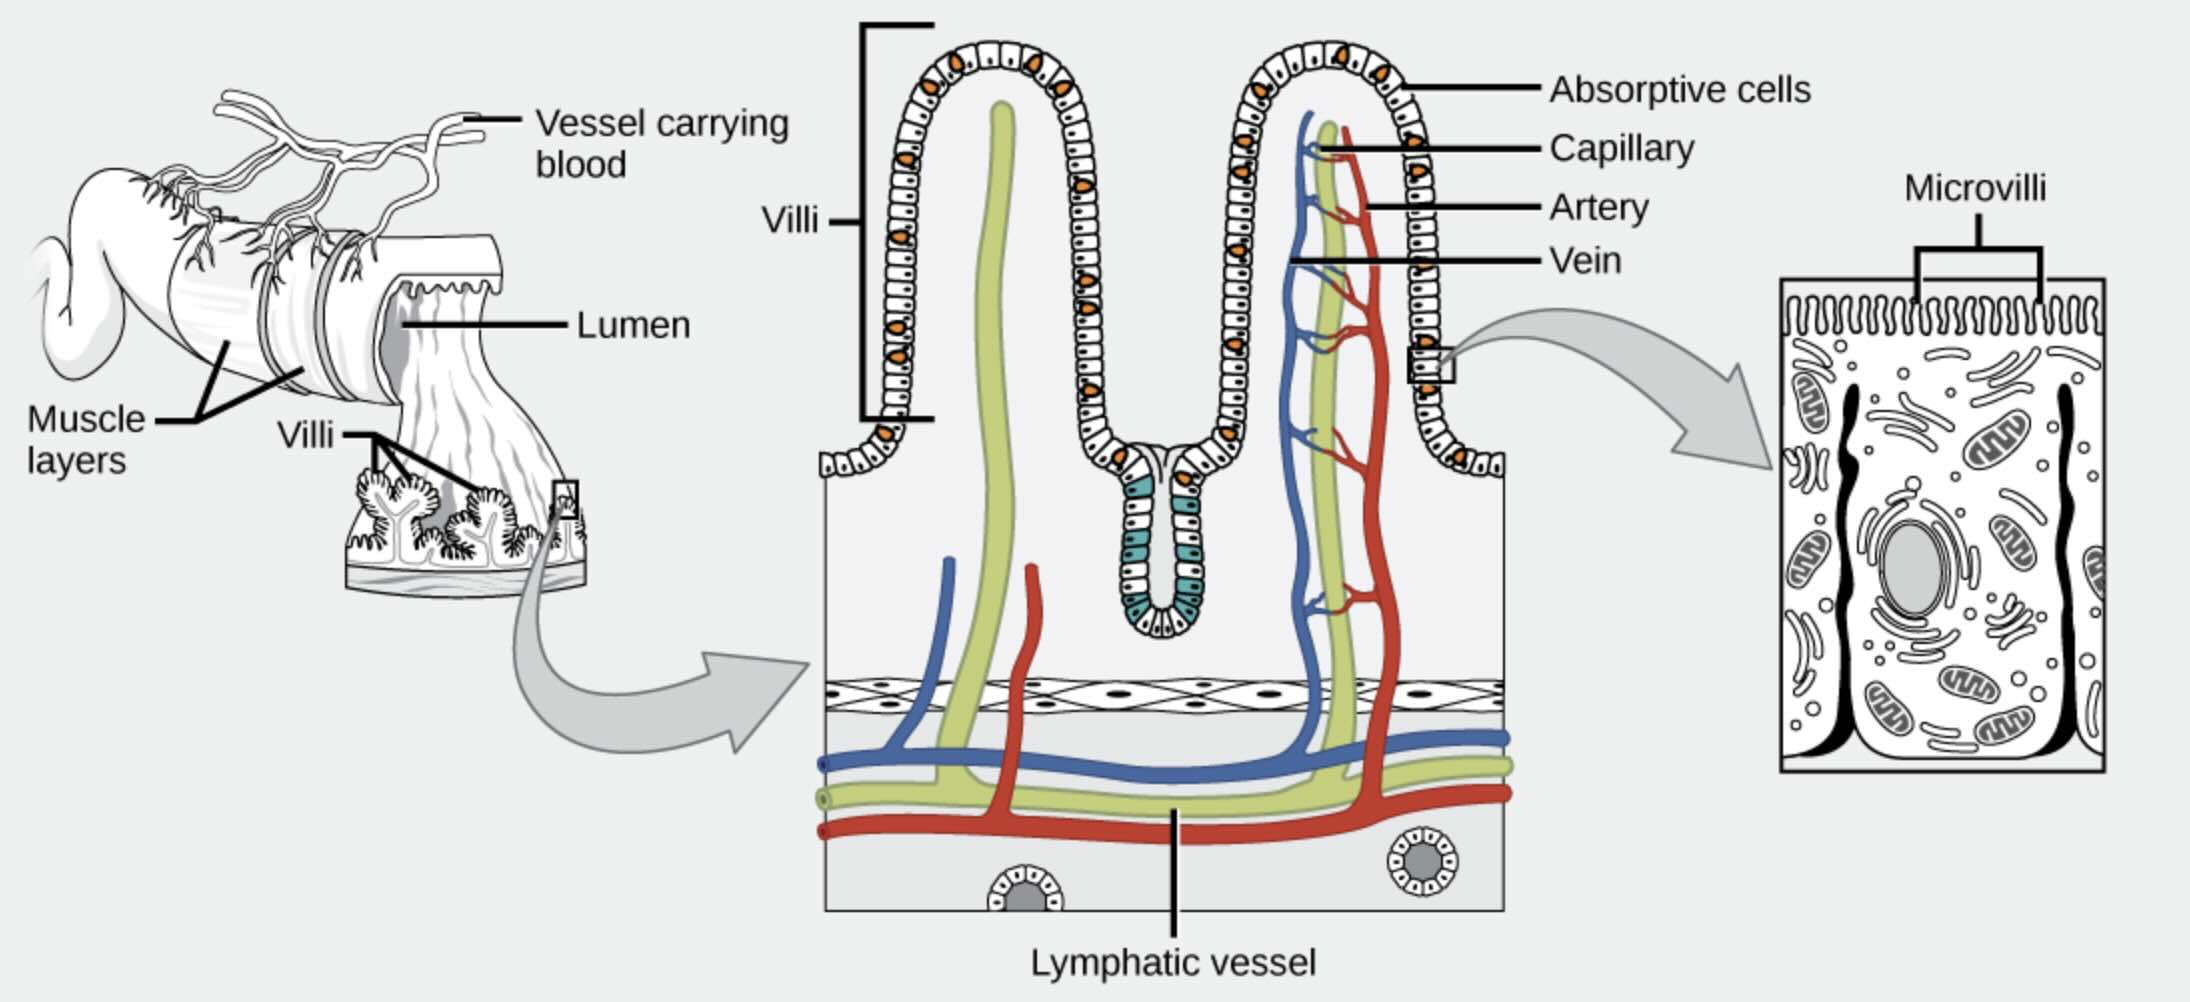 Vessel carrying
blood
Lumen
Muscle
layers
Villi
Villi
Absorptive cells
Capillary
Artery
Vein
Lymphatic vessel
Microvilli